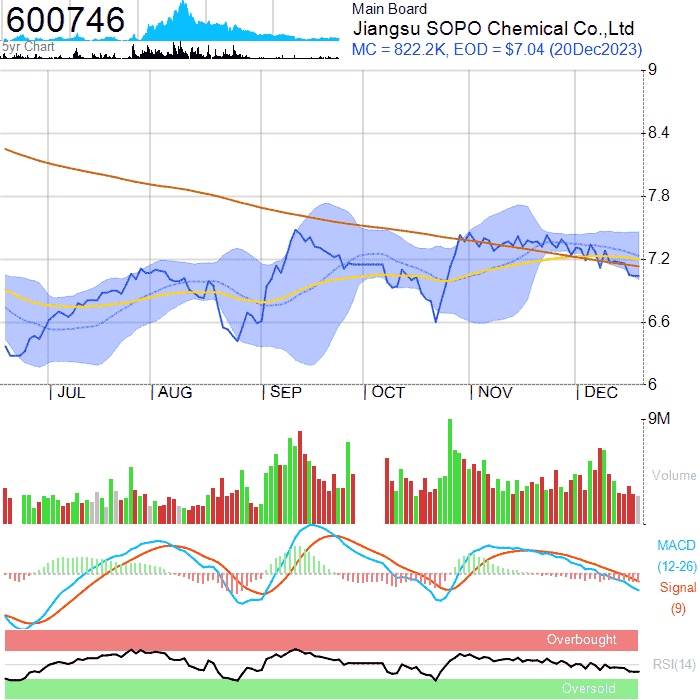 600746
5yr Chart
Main Board
Jiangsu SOPO Chemical Co.,Ltd
MC = 822.2K, EOD = $7.04 (20Dec2023)
9
8.4
7.8
7.2
6.6
6
JUL
AUG
SEP
OCT
NOV
DEC
9M
Volume
MACD
(12-26)
Signal
(9)
Overbought
RSI(14)
Oversold